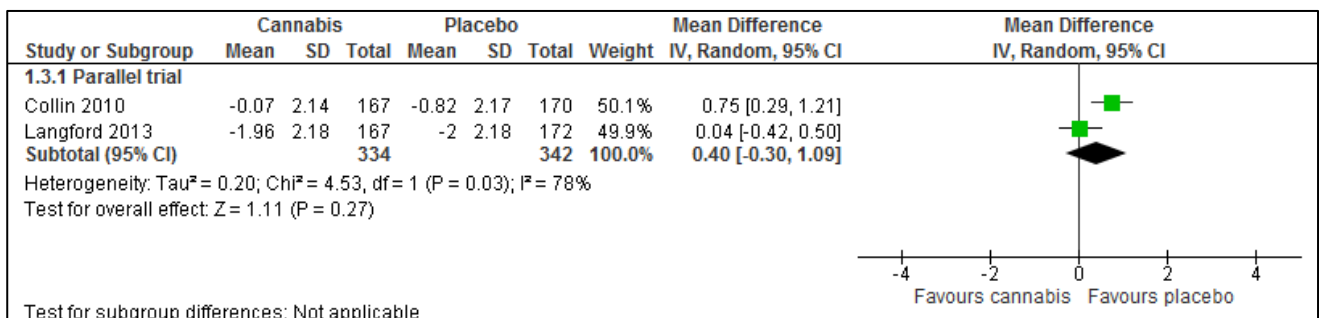 Cannabis Placebo Mean Difference Mean Difference
Study or Subgroup Mean SD Total Mean SD Total Weight IV, Random, 95% CI IV, Random, 95% CI
1.3.1 Parallel trial
Collin 2010 -0.07 2.14 167 -0.82 2.17 170 50.1% 0.75 [0.29, 1.21]
Langford 2013 -1.96 2.18 167 -2 2.18 172 49.9% 0.04 [-0.42, 0.50]
Subtotal (95% CI) 334 342 100.0% 0.40 [-0.30, 1.09]
Heterogeneity: Tau² = 0.20; Chi² = 4.53, df = 1 (P = 0.03); I² = 78%
Test for overall effect: Z = 1.11 (P = 0.27)
-4 -2 0 2 4
Favours cannabis Favours placebo
Test for subgroup differences: Not applicable